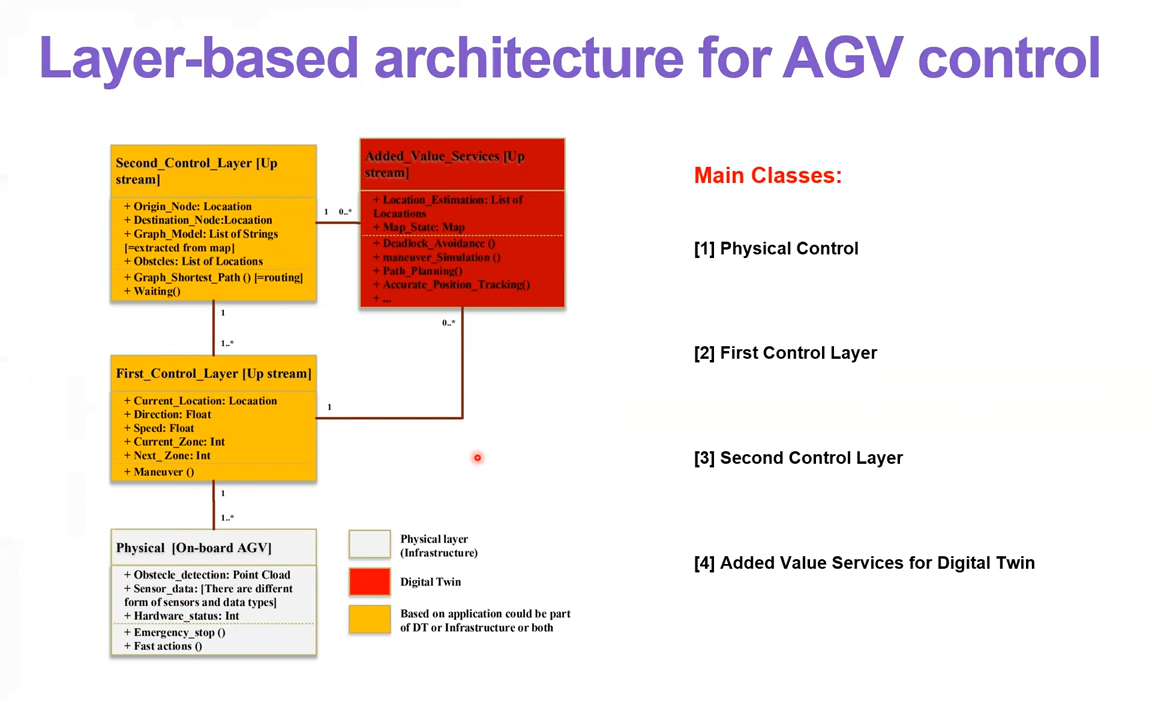 Layer-based architecture for AGV control
Second_Control_Layer [Up
stream]
+ Origin_Node: Locaation
+ Destination_Node:Locaation
+ Graph_Model: List of Strings
[=extracted from map]
+ Obstcles: List of Locations
+ Graph_Shortest_Path () [=routing]
+ Waiting()
1 0..*
Added_Value_Services [Up
stream]
+ Location_Estimation: List of
Locaations
+ Map_State: Map
+ Deadlock_Avoidance ()
+ maneuver_Simulation ()
+ Path_Planning()
+ Accurate_Position_Tracking()
+ ...
1
1..*
0..*
First_Control_Layer [Up stream]
+ Current_Location: Locaation
+ Direction: Float
+ Speed: Float
+ Current_Zone: Int
+ Next_ Zone: Int
+ Maneuver ()
1
1
1..*
Physical [On-board AGV]
+ Obstecle_detection: Point Cload
+ Sensor_data: [There are differnt
form of sensors and data types]
+ Hardware_status: Int
+ Emergency_stop ()
+ Fast actions ()
Physical layer
(Infrastructure)
Digital Twin
Based on application could be part
of DT or Infrastructure or both
Main Classes:
[1] Physical Control
[2] First Control Layer
[3] Second Control Layer
[4] Added Value Services for Digital Twin